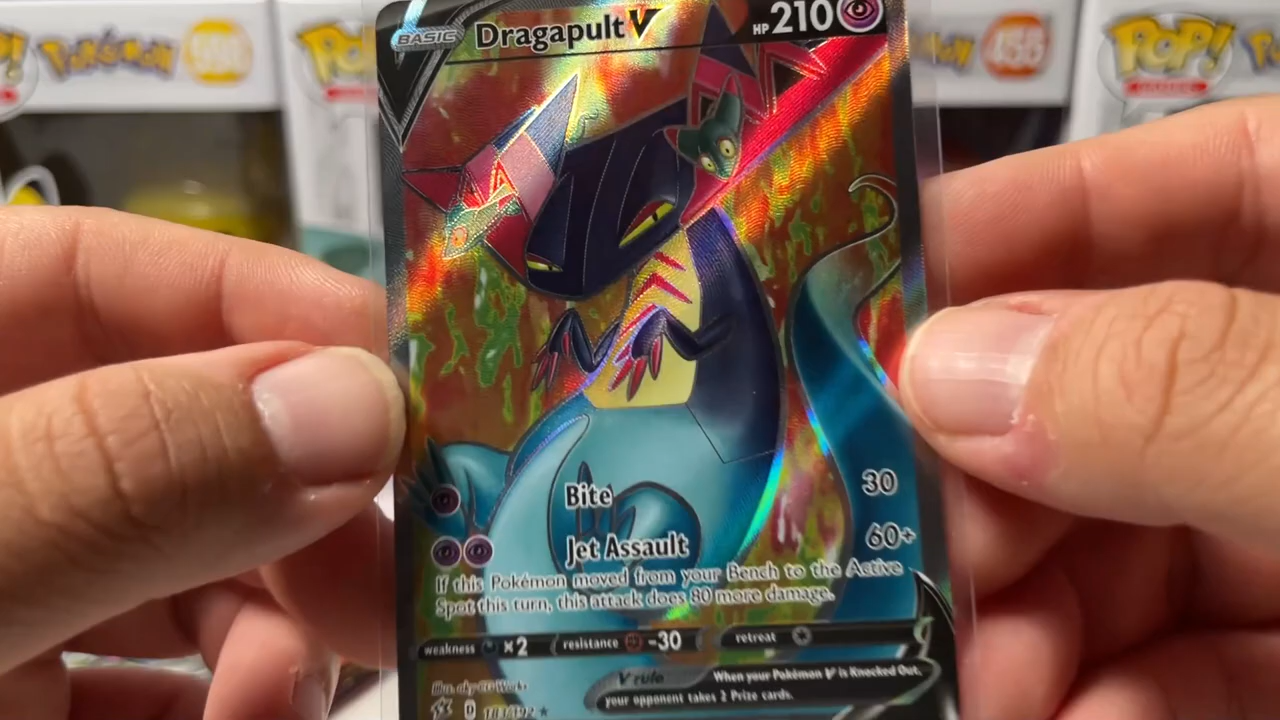 POP!
Pokémon
POP!
456
POP!
BASIC
Dragapult V
HP 210
Bite 30
Jet Assault 60+
If this Pokémon moved from your Bench to the Active
Spot this turn, this attack does 80 more damage.
weakness ×2 resistance -30 retreat
V rule
When your Pokémon V is Knocked Out,
your opponent takes 2 Prize cards.
D